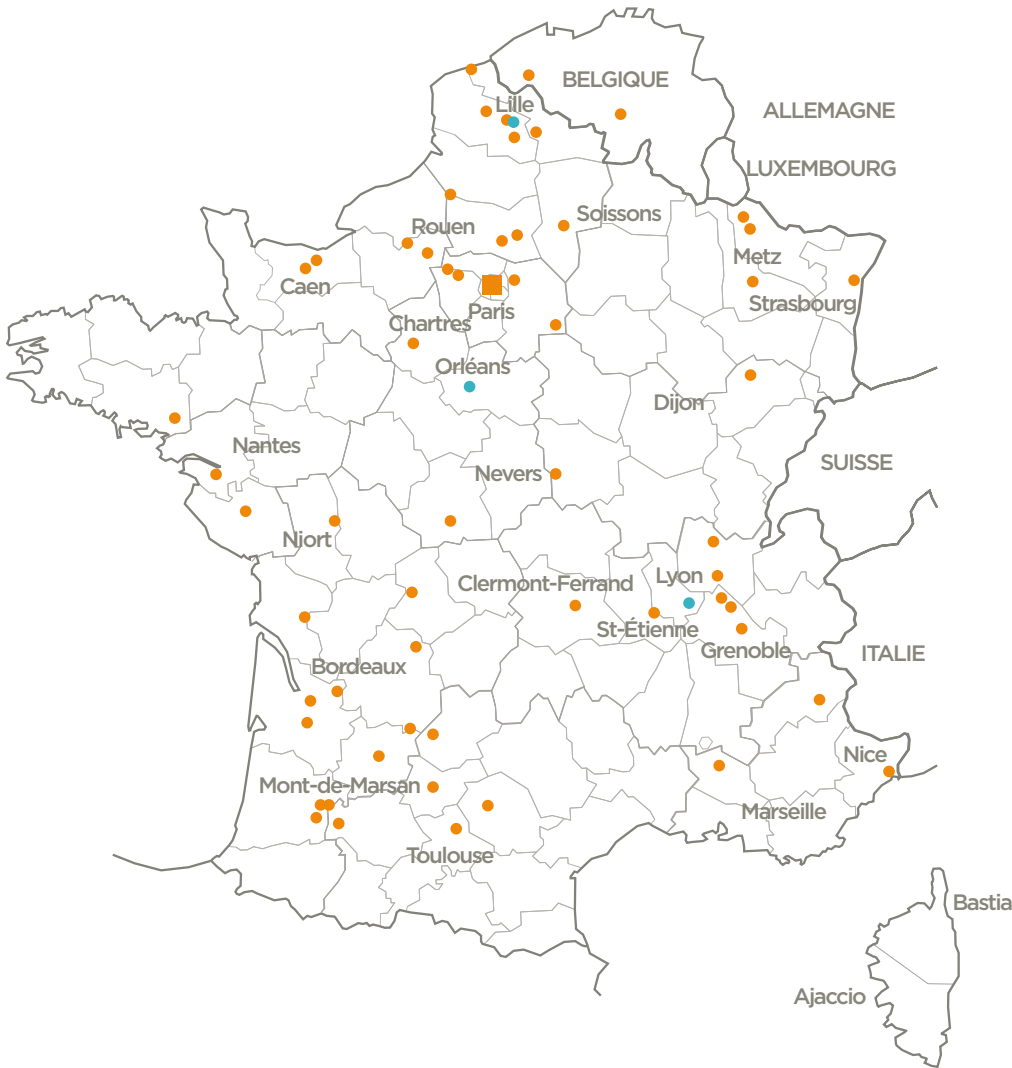 BELGIQUE
Lille
ALLEMAGNE
LUXEMBOURG
Soissons
Rouen
Metz
Caen
Strasbourg
Paris
Chartres
Orléans
Dijon
Nantes
SUISSE
Nevers
Niort
Lyon
Clermont-Ferrand
St-Étienne
Grenoble
ITALIE
Bordeaux
Nice
Mont-de-Marsan
Marseille
Toulouse
Bastia
Ajaccio